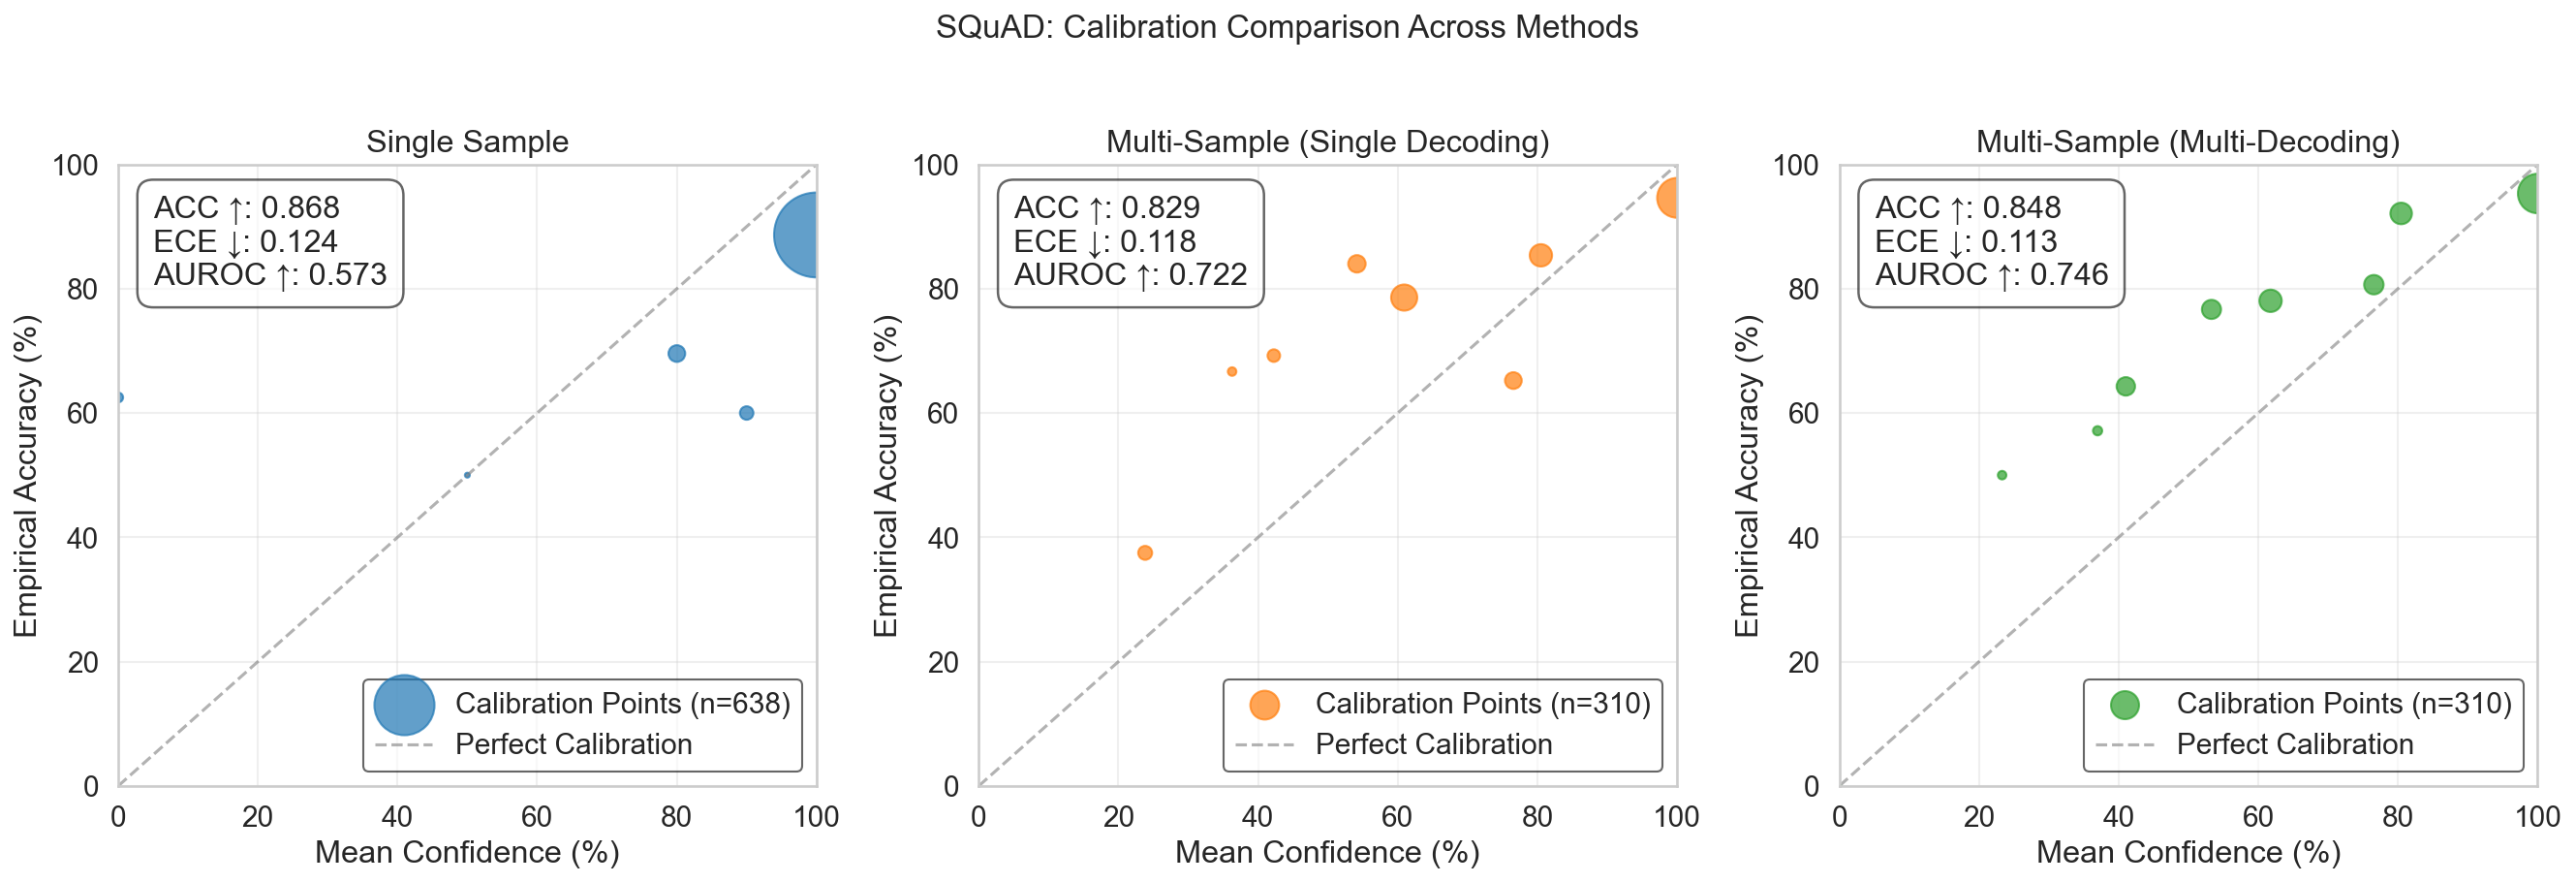 SQuAD: Calibration Comparison Across Methods
Single Sample
100
80
60
40
20
0
Empirical Accuracy (%)
ACC ↑: 0.868
ECE ↓: 0.124
AUROC ↑: 0.573
Calibration Points (n=638)
Perfect Calibration
0 20 40 60 80 100
Mean Confidence (%)
Multi-Sample (Single Decoding)
100
80
60
40
20
0
Empirical Accuracy (%)
ACC ↑: 0.829
ECE ↓: 0.118
AUROC ↑: 0.722
Calibration Points (n=310)
Perfect Calibration
0 20 40 60 80 100
Mean Confidence (%)
Multi-Sample (Multi-Decoding)
100
80
60
40
20
0
Empirical Accuracy (%)
ACC ↑: 0.848
ECE ↓: 0.113
AUROC ↑: 0.746
Calibration Points (n=310)
Perfect Calibration
0 20 40 60 80 100
Mean Confidence (%)